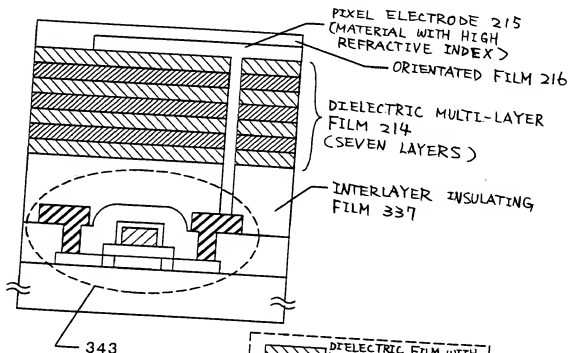 PIXEL ELECTRODE 215
(MATERIAL WITH HIGH
REFRACTIVE INDEX)
ORIENTATED FILM 216
DIELECTRIC MULTI-LAYER
FILM 214
(SEVEN LAYERS)
INTERLAYER INSULATING
FILM 337
343
DIELECTRIC FILM WITH